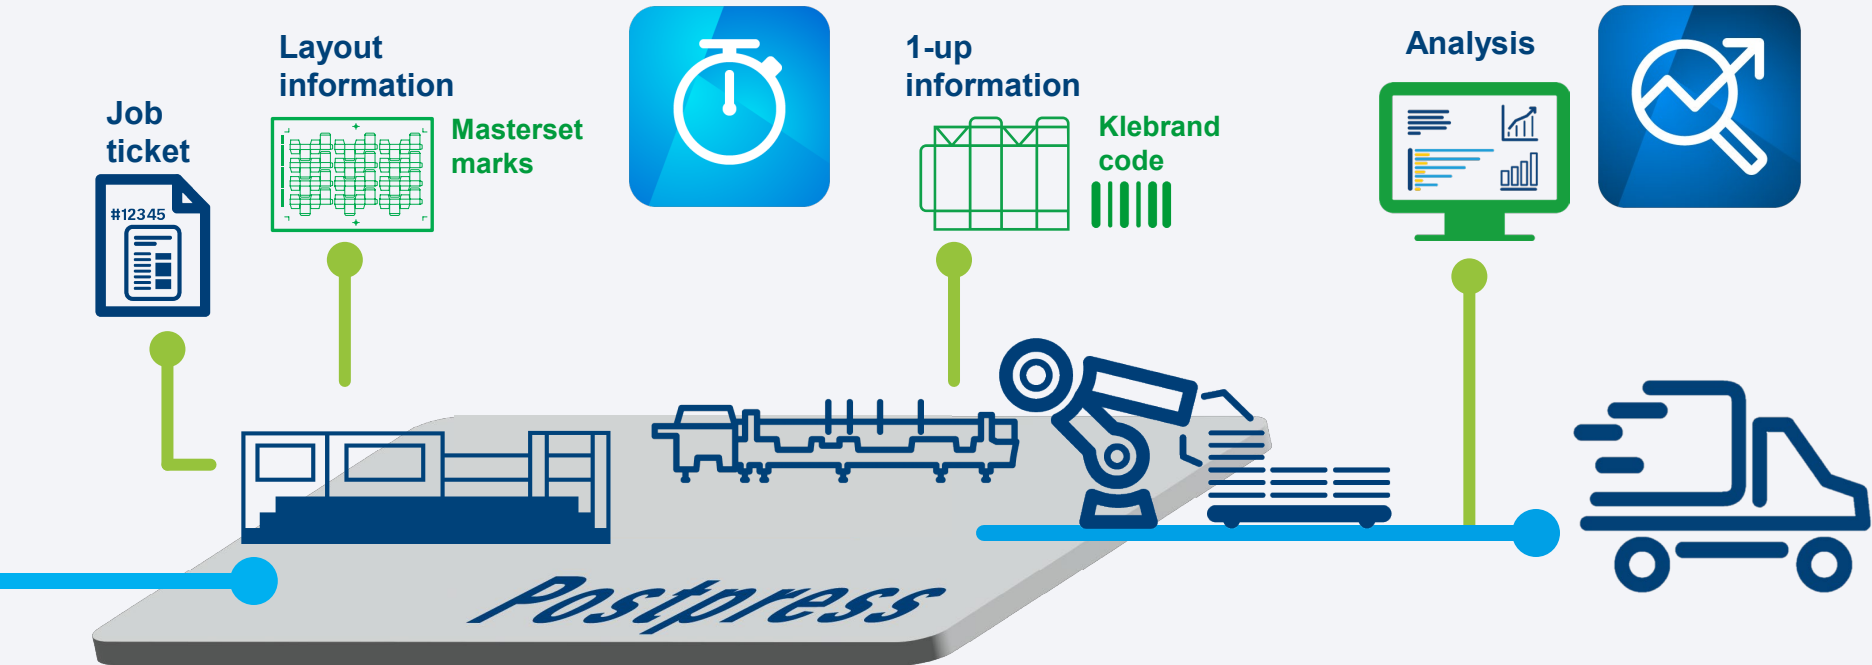 Job
ticket
#12345
Layout
information
Masterset
marks
1-up
information
Klebrand
code
Analysis
Postpress